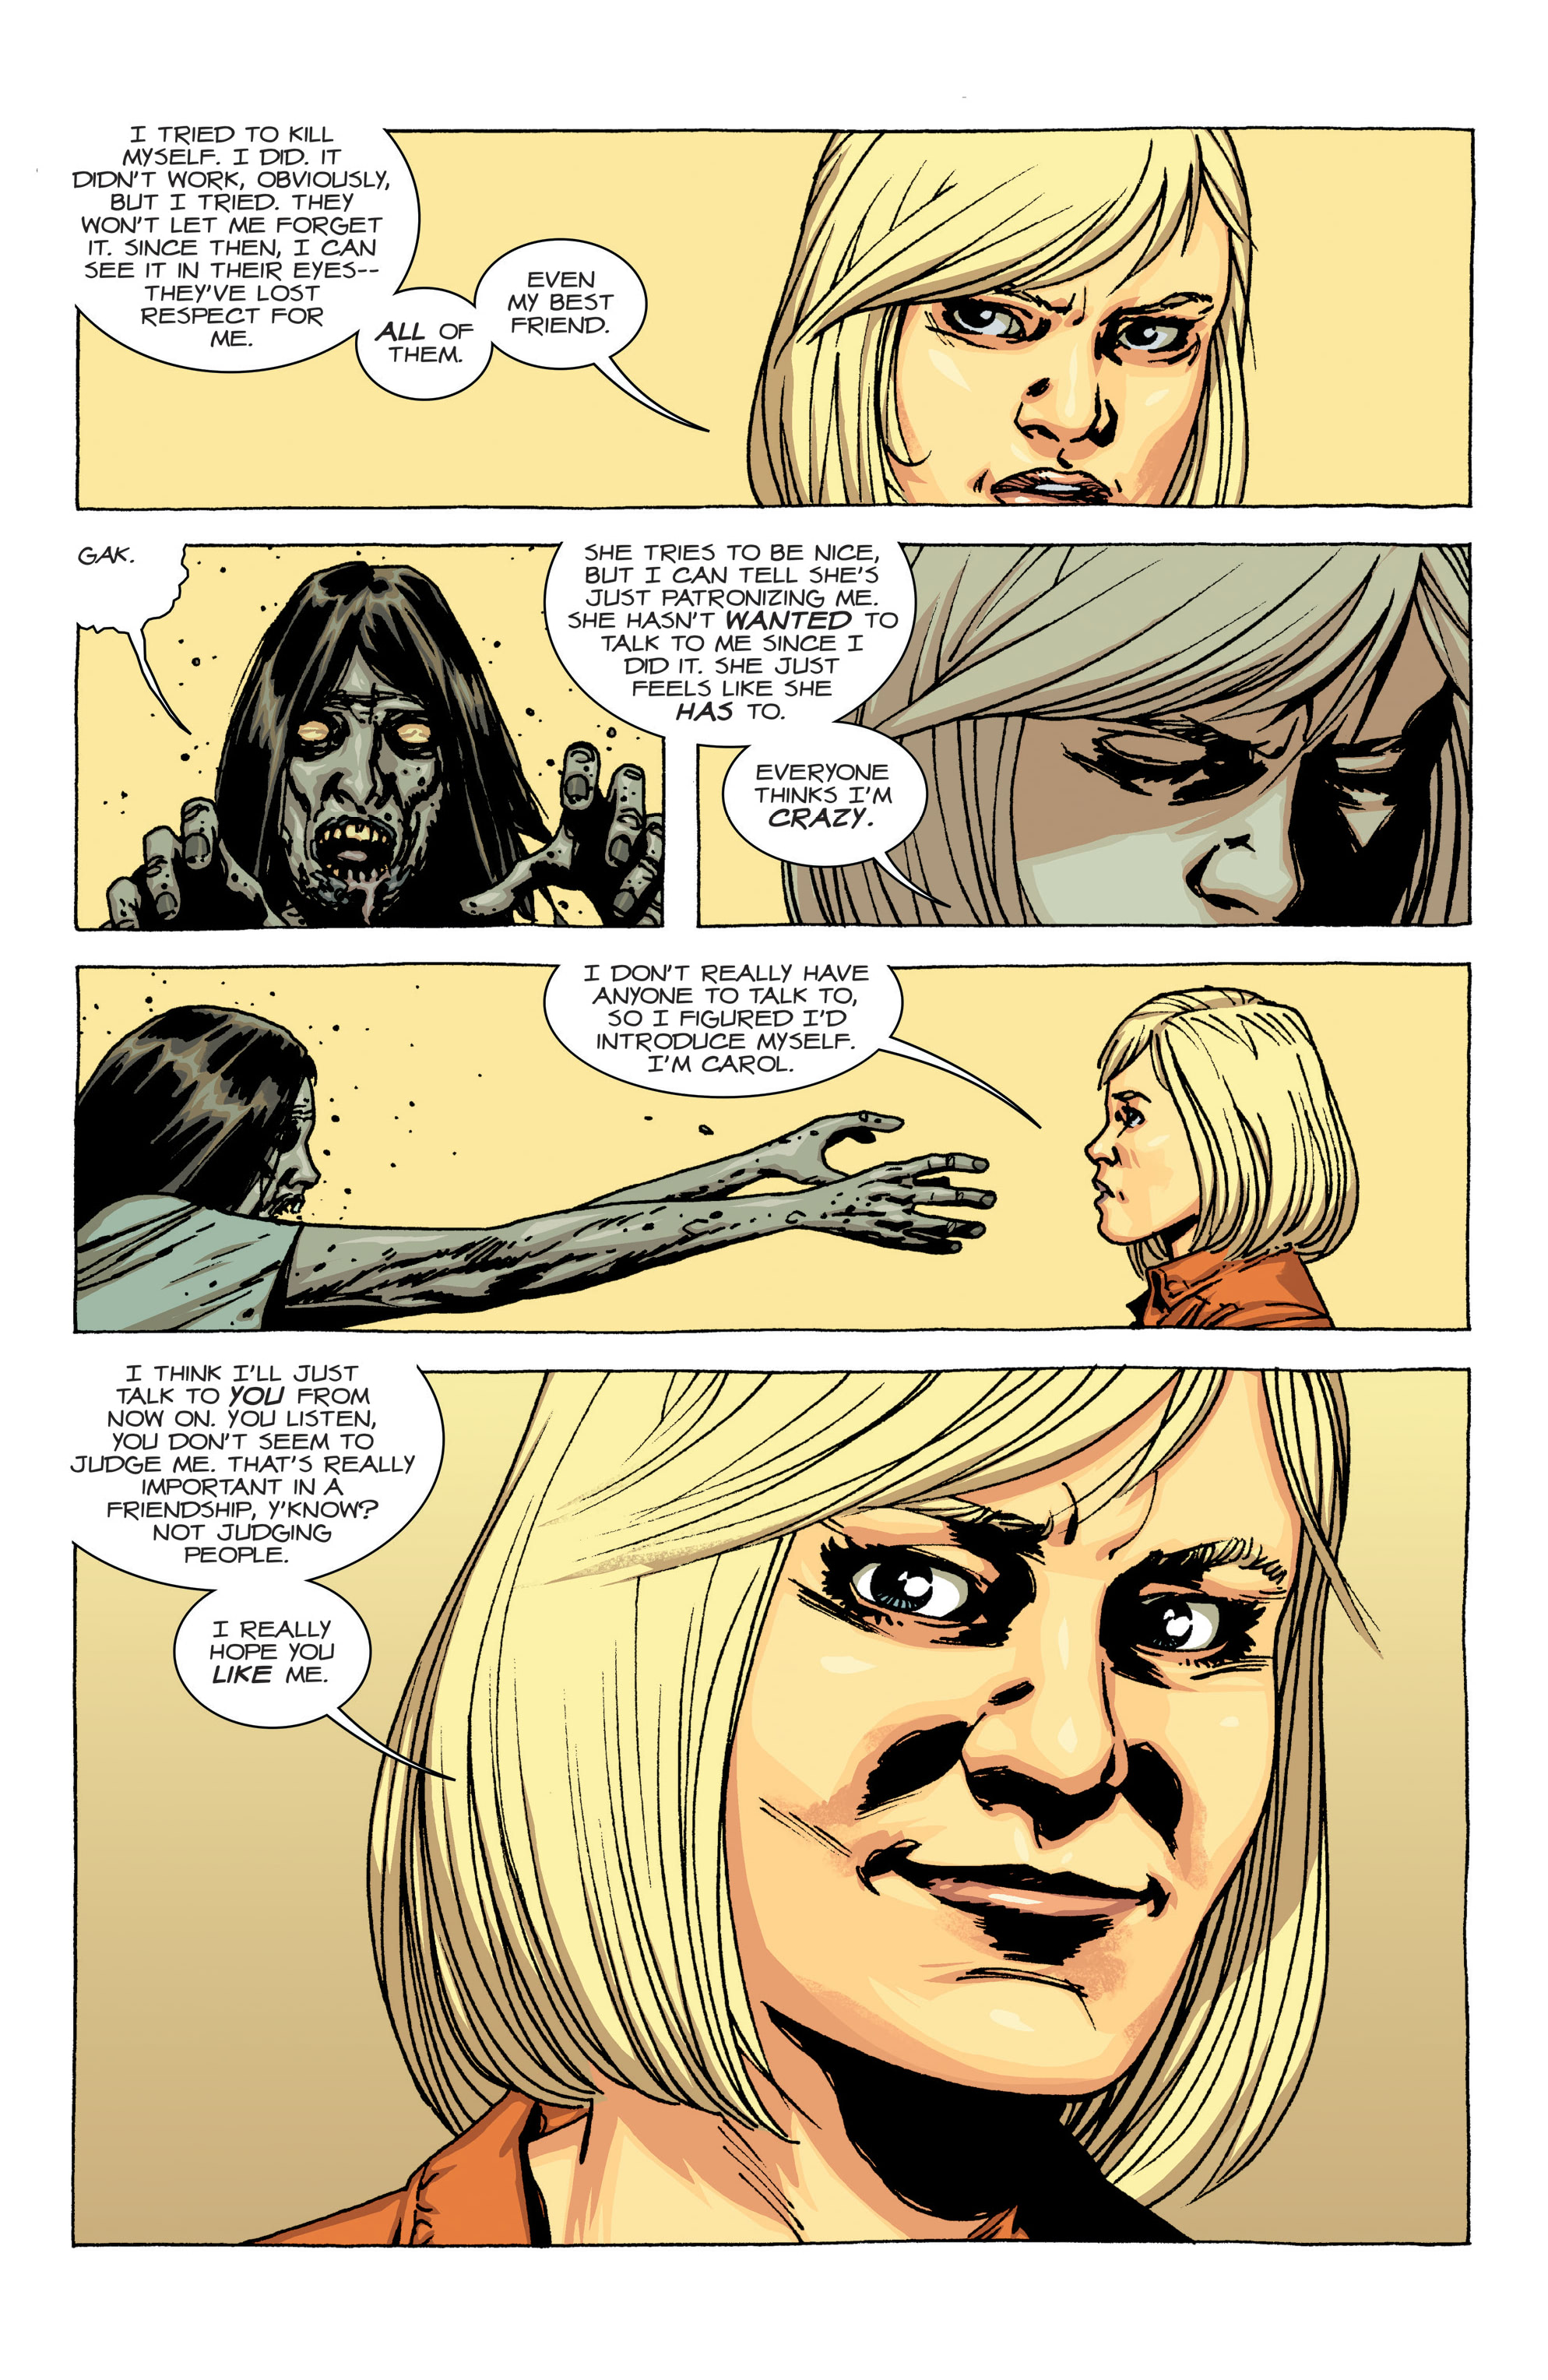 I TRIED TO KILL
MYSELF. I DID. IT
DIDN'T WORK, OBVIOUSLY,
BUT I TRIED. THEY
WON'T LET ME FORGET
IT. SINCE THEN, I CAN
SEE IT IN THEIR EYES--
THEY'VE LOST
RESPECT FOR
ME.
ALL OF
THEM.
EVEN
MY BEST
FRIEND.
GAK.
SHE TRIES TO BE NICE,
BUT I CAN TELL SHE'S
JUST PATRONIZING ME.
SHE HASN'T WANTED TO
TALK TO ME SINCE I
DID IT. SHE JUST
FEELS LIKE SHE
HAS TO.
EVERYONE
THINKS I'M
CRAZY.
I DON'T REALLY HAVE
ANYONE TO TALK TO,
SO I FIGURED I'D
INTRODUCE MYSELF.
I'M CAROL.
I THINK I'LL JUST
TALK TO YOU FROM
NOW ON. YOU LISTEN,
YOU DON'T SEEM TO
JUDGE ME. THAT'S REALLY
IMPORTANT IN A
FRIENDSHIP, Y'KNOW?
NOT JUDGING
PEOPLE.
I REALLY
HOPE YOU
LIKE ME.